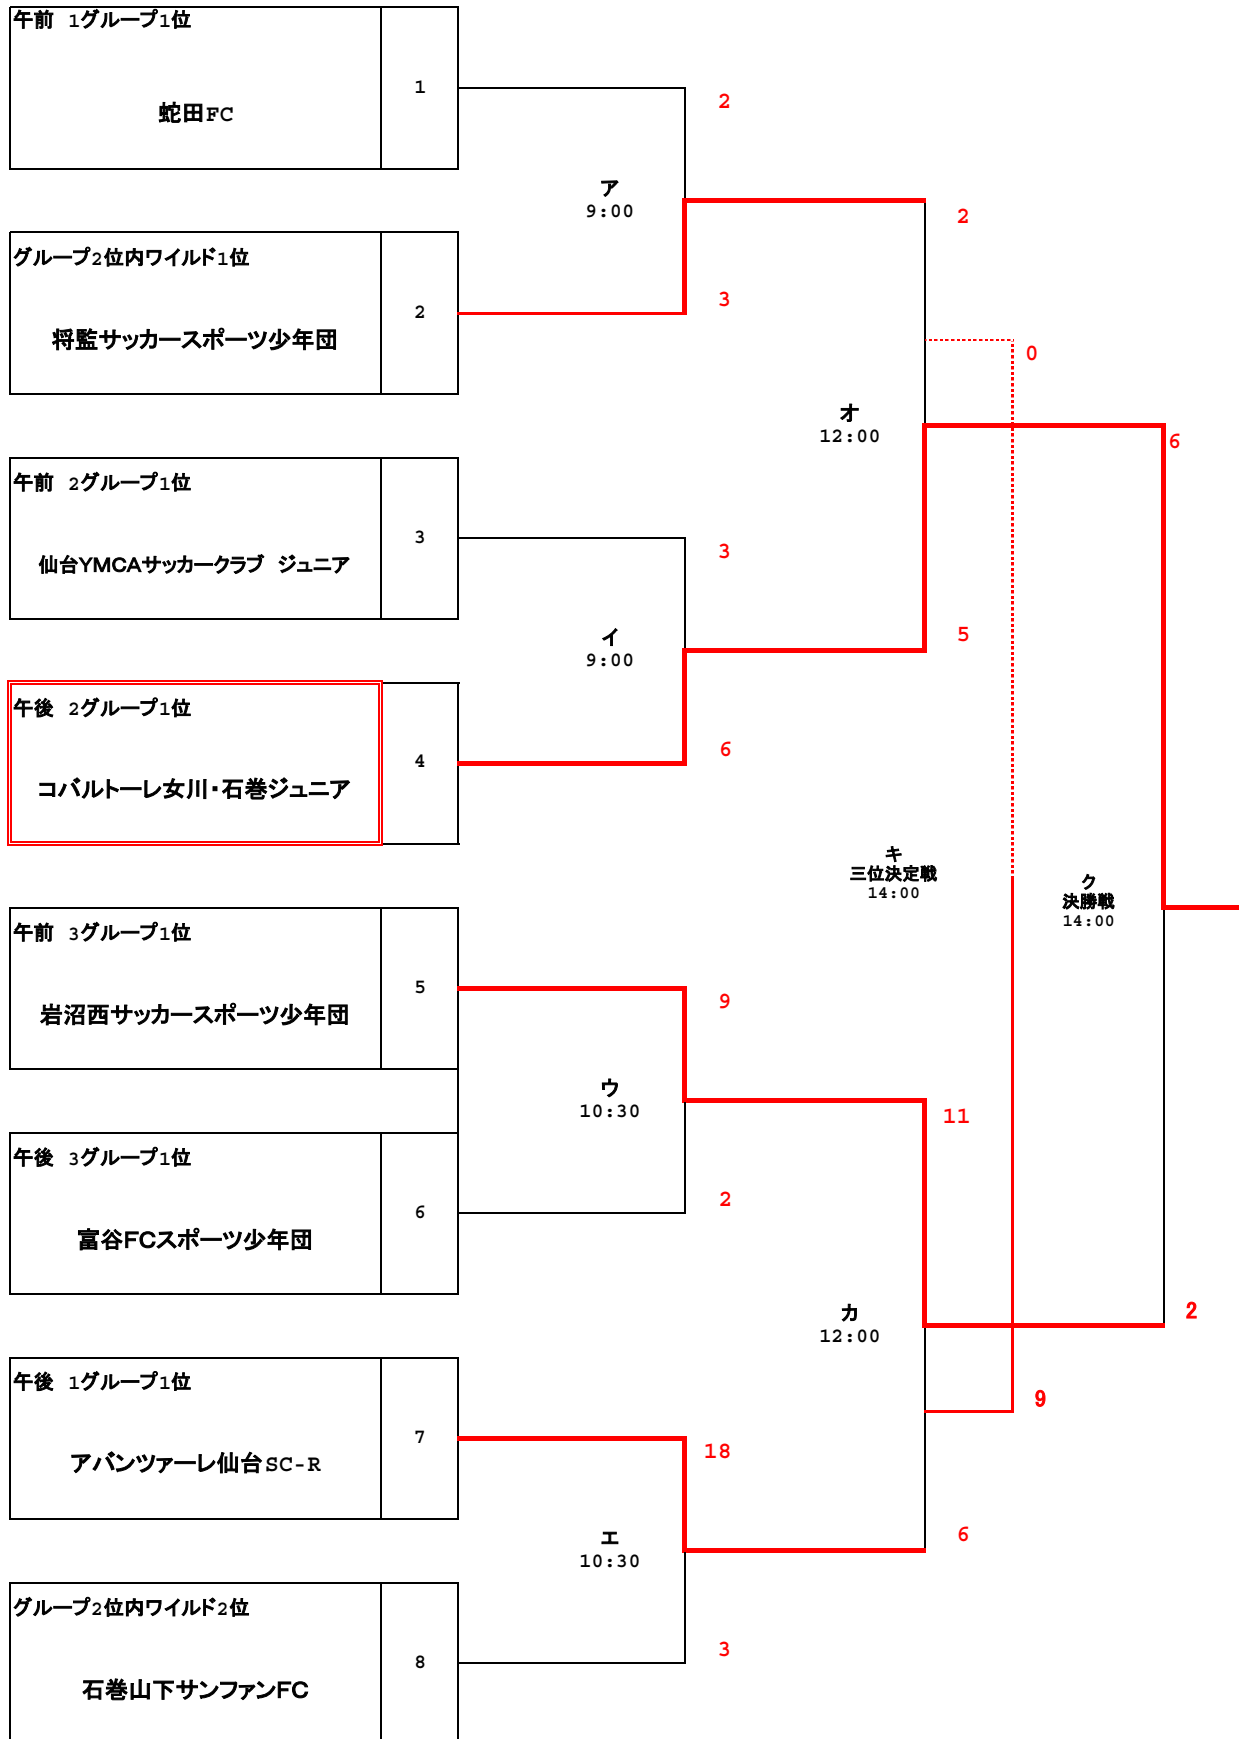 午前 1グループ1位
1
蛇田FC
2
ア
9:00
2
グループ2位内ワイルド1位
2
3
将監サッカースポーツ少年団
0
オ
12:00
6
午前 2グループ1位
3
3
仙台YMCAサッカークラブ ジュニア
イ
9:00
5
午後 2グループ1位
4
6
コバルトーレ女川・石巻ジュニア
キ
三位決定戦
14:00
ク
決勝戦
14:00
午前 3グループ1位
5
9
岩沼西サッカースポーツ少年団
ウ
10:30
11
午後 3グループ1位
6
2
富谷FCスポーツ少年団
カ
12:00
2
午後 1グループ1位
9
7
18
アバンツァーレ仙台SC-R
エ
10:30
6
グループ2位内ワイルド2位
8
3
石巻山下サンファンFC